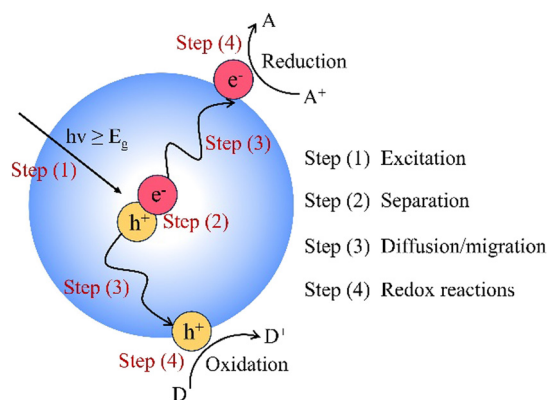 A
Step (4)
Reduction
e⁻
A⁺
hν ≥ E_g
Step (3)
Step (1)
Step (1) Excitation
e⁻
Step (2) Separation
h⁺
Step (2)
Step (3) Diffusion/migration
Step (3)
Step (4) Redox reactions
h⁺
D⁺
Step (4)
Oxidation
D